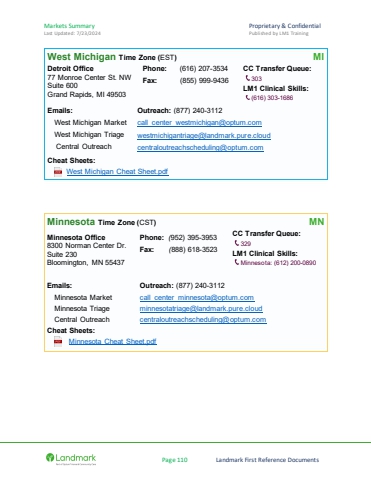 Markets Summary
Proprietary & Confidential
Last Updated: 7/23/2024
Published by LM1 Training
West Michigan Time Zone (EST)
MI
Detroit Office
77 Monroe Center St. NW
Suite 600
Grand Rapids, MI 49503
Phone: (616) 207-3534
Fax: (855) 999-9436
CC Transfer Queue:
303
LM1 Clinical Skills:
(616) 303-1686
Emails:
Outreach: (877) 240-3112
West Michigan Market call_center_westmichigan@optum.com
West Michigan Triage westmichigantriage@landmark.pure.cloud
Central Outreach centraloutreachscheduling@optum.com
Cheat Sheets:
West Michigan Cheat Sheet.pdf
Minnesota Time Zone (CST)
MN
Minnesota Office
8300 Norman Center Dr.
Suite 230
Bloomington, MN 55437
Phone: (952) 395-3953
Fax: (888) 618-3523
CC Transfer Queue:
329
LM1 Clinical Skills:
Minnesota: (612) 200-0890
Emails:
Outreach: (877) 240-3112
Minnesota Market call_center_minnesota@optum.com
Minnesota Triage minnesotatriage@landmark.pure.cloud
Central Outreach centraloutreachscheduling@optum.com
Cheat Sheets:
Minnesota Cheat Sheet.pdf
Landmark
Page 110
Landmark First Reference Documents